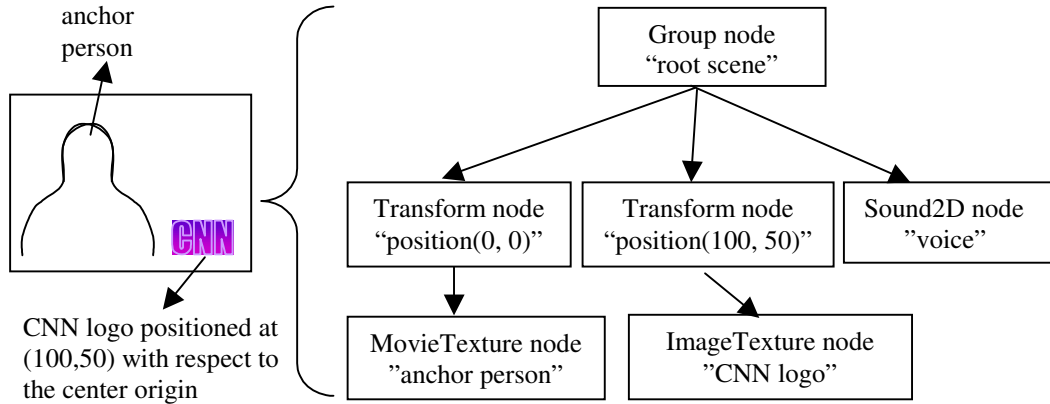 anchor
person
CNN
CNN logo positioned at
(100,50) with respect to
the center origin
Group node
“root scene”
Transform node
“position(0, 0)”
Transform node
“position(100, 50)”
Sound2D node
”voice”
MovieTexture node
”anchor person”
ImageTexture node
”CNN logo”